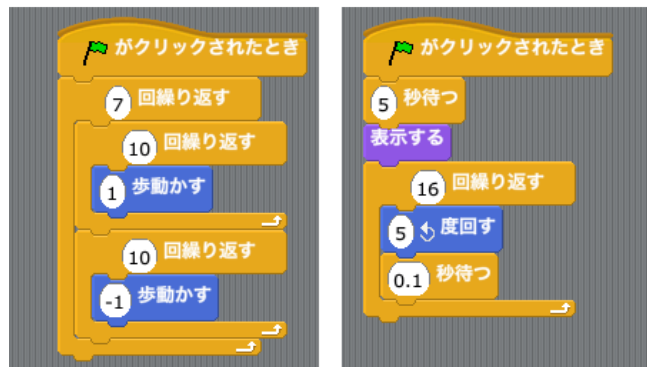 がクリックされたとき
7 回繰り返す
10 回繰り返す
1 歩動かす
10 回繰り返す
-1 歩動かす
がクリックされたとき
5 秒待つ
表示する
16 回繰り返す
5 度回す
0.1 秒待つ